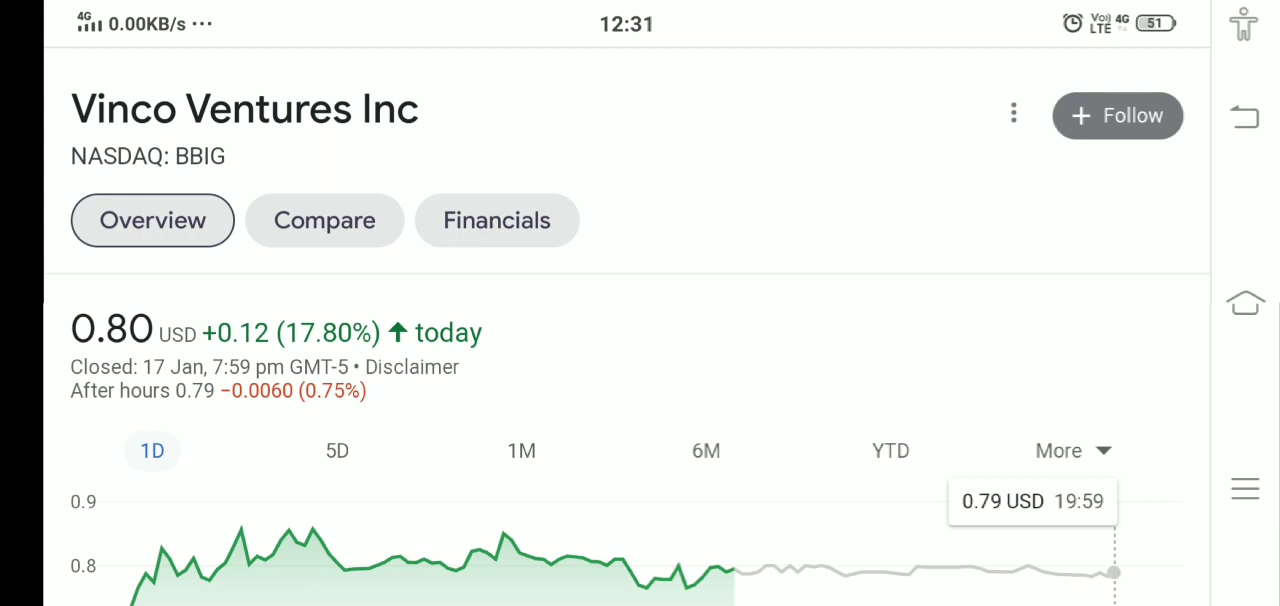 4G 0.00KB/s ··· 12:31 Vo)) LTE 4G 51
Vinco Ventures Inc
+ Follow
NASDAQ: BBIG
Overview Compare Financials
0.80 USD +0.12 (17.80%) ↑ today
Closed: 17 Jan, 7:59 pm GMT-5 • Disclaimer
After hours 0.79 −0.0060 (0.75%)
1D 5D 1M 6M YTD More
0.79 USD 19:59
0.9
0.8